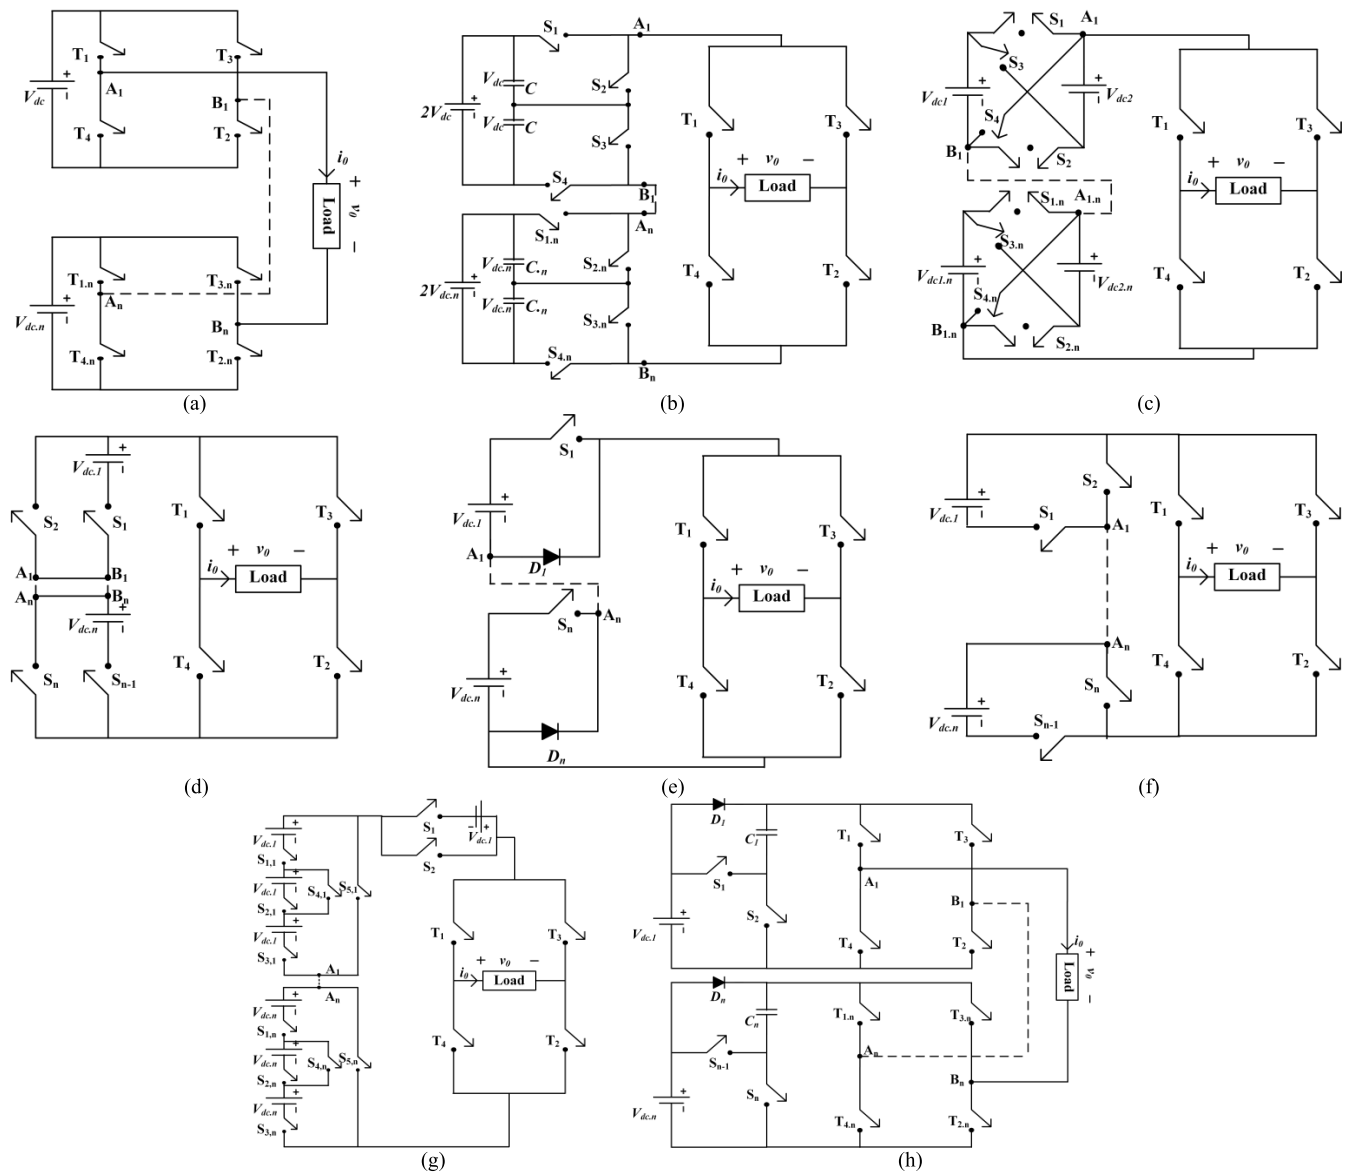 T1
T3
Vdc
+
-
A1
B1
T4
T2
i0
+
Load
v0
-
T1.n
T3.n
Vdc.n
+
-
An
Bn
T4.n
T2.n
(a)
S1
A1
Vdc
C
S2
2Vdc
+
-
Vdc
C
S3
S4
B1
An
S1.n
Vdc.n
C.n
S2.n
2Vdc.n
+
-
Vdc.n
C.n
S3.n
S4.n
Bn
T1
T3
+ v0 -
i0
Load
T4
T2
(b)
S1
A1
S3
Vdc1
+
-
Vdc2
+
-
S4
B1
S2
S1.n
A1.n
S3.n
Vdc1.n
+
-
Vdc2.n
+
-
S4.n
B1.n
S2.n
T1
T3
+ v0 -
i0
Load
T4
T2
(c)
Vdc.1
+
-
S2
S1
A1
B1
An
Bn
Vdc.n
+
-
Sn
Sn-1
T1
T3
+ v0 -
i0
Load
T4
T2
(d)
S1
Vdc.1
+
-
A1
D1
Sn
An
Vdc.n
+
-
Dn
T1
T3
+ v0 -
i0
Load
T4
T2
(e)
S2
Vdc.1
+
-
S1
A1
An
Sn
Vdc.n
+
-
Sn-1
T1
T3
+ v0 -
i0
Load
T4
T2
(f)
S1
- +
Vdc.1
S2
Vdc.1
+
-
S1,1
Vdc.1
+
-
S4,1
S5,1
S2,1
Vdc.1
+
-
S3,1
A1
An
Vdc.n
+
-
S1,n
Vdc.n
+
-
S4,n
S5,n
S2,n
Vdc.n
+
-
S3,n
T1
T3
+ v0 -
i0
Load
T4
T2
(g)
D1
C1
S1
S2
Vdc.1
+
-
T1
T3
A1
B1
T4
T2
i0
+
Load
v0
-
Dn
Cn
Sn-1
Sn
Vdc.n
+
-
T1.n
T3.n
An
Bn
T4.n
T2.n
(h)